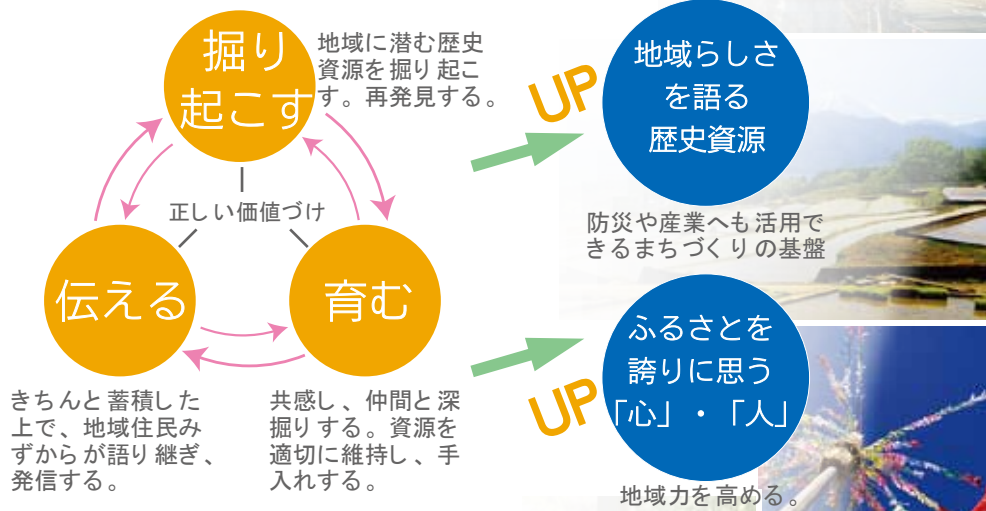 掘り
起こす
地域に潜む歴史
資源を掘り起こ
す。再発見する。
正しい価値づけ
伝える
育む
きちんと蓄積した
上で、地域住民み
ずからが語り継ぎ、
発信する。
共感し、仲間と深
掘りする。資源を
適切に維持し、手
入れする。
UP
地域らしさ
を語る
歴史資源
防災や産業へも活用で
きるまちづくりの基盤
UP
ふるさとを
誇りに思う
「心」・「人」
地域力を高める。